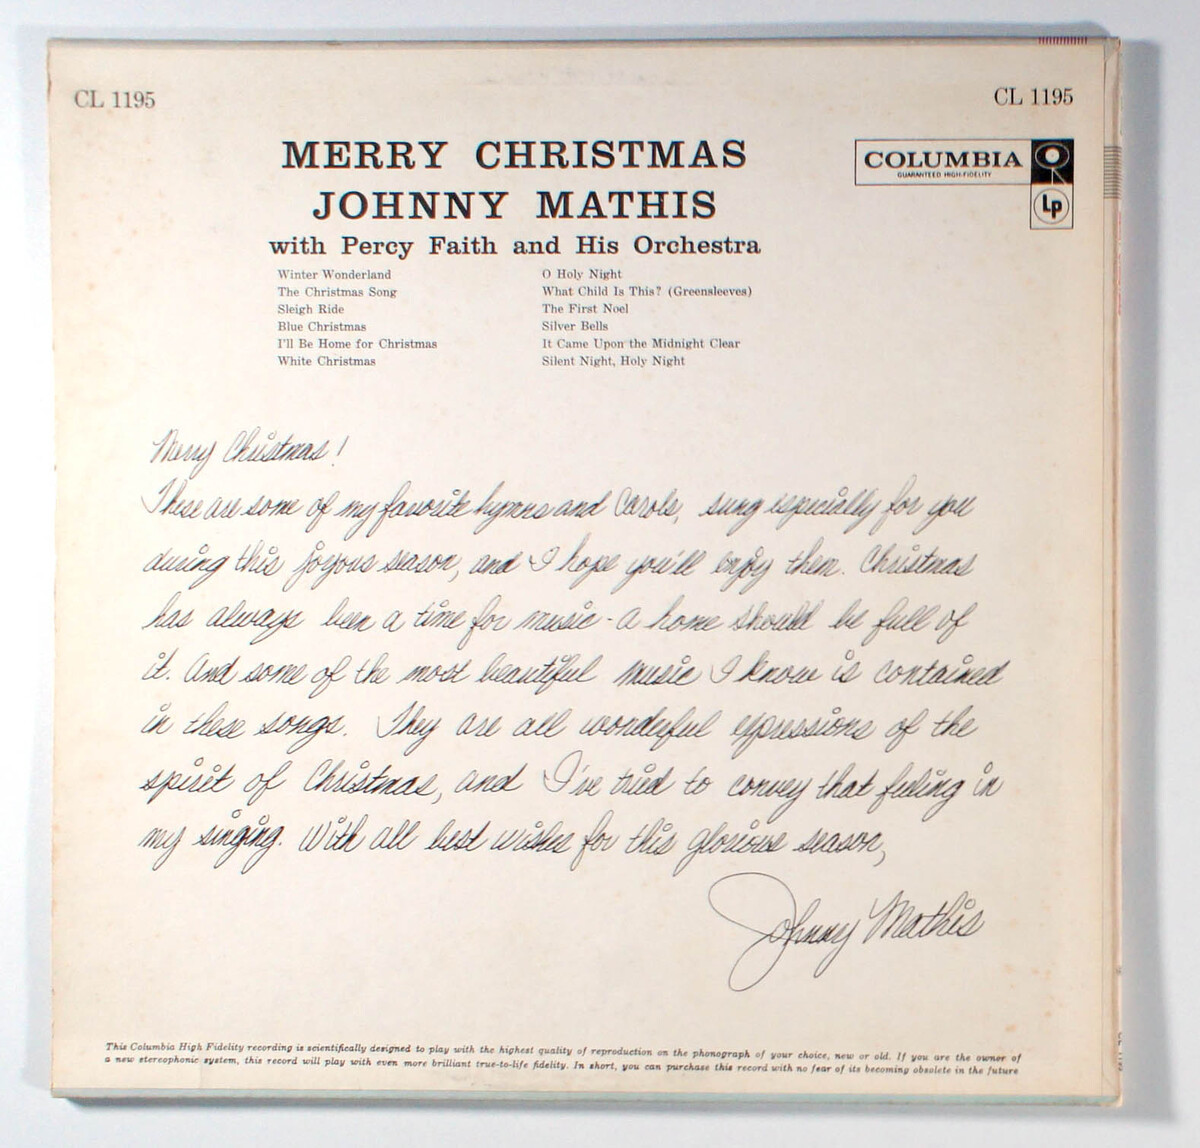 CL 1195
CL 1195
MERRY CHRISTMAS
JOHNNY MATHIS
with Percy Faith and His Orchestra
COLUMBIA
GUARANTEED HIGH-FIDELITY
Lp
Winter Wonderland
The Christmas Song
Sleigh Ride
Blue Christmas
I'll Be Home for Christmas
White Christmas
O Holy Night
What Child Is This? (Greensleeves)
The First Noel
Silver Bells
It Came Upon the Midnight Clear
Silent Night, Holy Night
Merry Christmas!
These are some of my favorite hymns and Carols, sung especially for you
during this joyous season, and I hope you'll enjoy them. Christmas
has always been a time for music - a home should be full of
it. And some of the most beautiful music I know is contained
in these songs. They are all wonderful expressions of the
spirit of Christmas, and I've tried to convey that feeling in
my singing. With all best wishes for this glorious season,
Johnny Mathis
This Columbia High Fidelity recording is scientifically designed to play with the highest quality of reproduction on the phonograph of your choice, new or old. If you are the owner of
a new stereophonic system, this record will play with even more brilliant true-to-life fidelity. In short, you can purchase this record with no fear of its becoming obsolete in the future